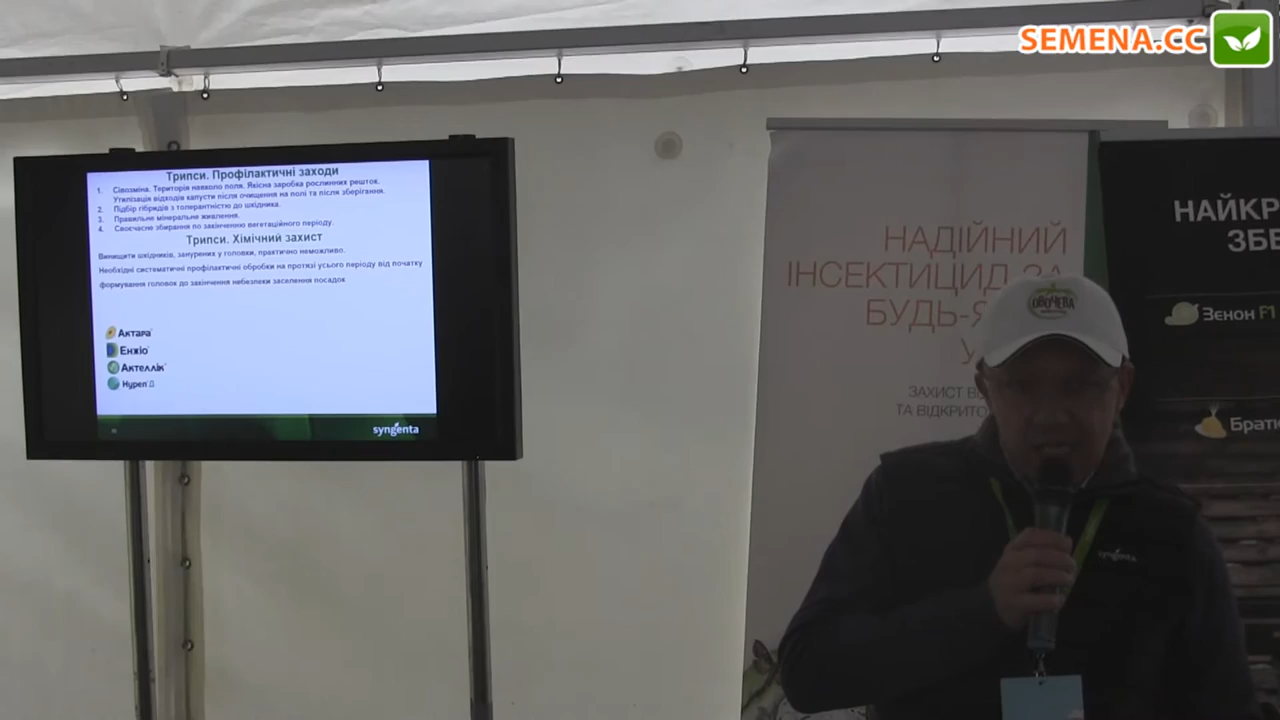 SEMENA.CC
Трипси. Профілактичні заходи
1. Сівозміна. Територія навколо поля. Якісна заробка рослинних решток.
Утилізація відходів капусти після очищення на полі та після зберігання.
2. Підбір гібридів з толерантністю до шкідника.
3. Правильне мінеральне живлення.
4. Своєчасне збирання по закінченню вегетаційного періоду.
Трипси. Хімічний захист
Винищити шкідників, занурених у головки, практично неможливо.
Необхідні систематичні профілактичні обробки на протязі усього періоду від початку
формування головок до закінчення небезпеки заселення посадок
Актара
Енжіо
Актеллік
Нурел Д
syngenta
НАДІЙНИЙ
ІНСЕКТИЦИД ЗА
БУДЬ-Я
У
ЗАХИСТ В
ТА ВІДКРИТО
НАЙКР
ЗБЕ
Зенон F1
Брат
ОВОЧЕВА
syngenta